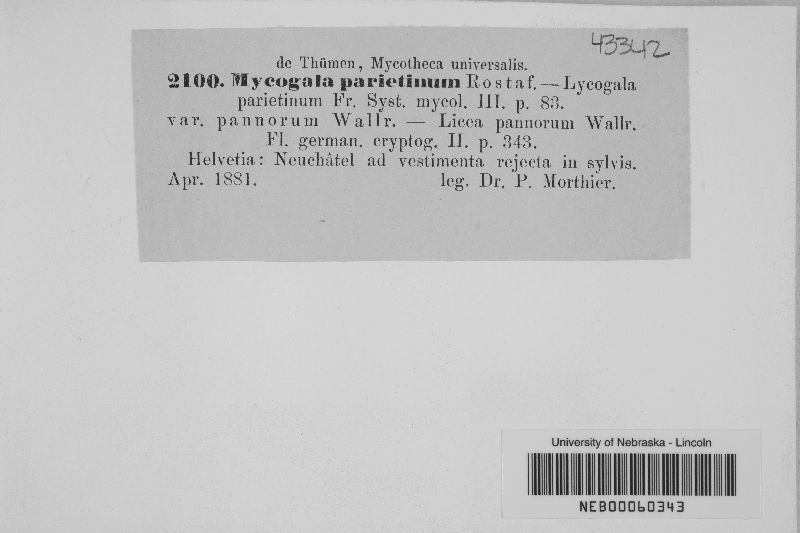 43342
de Thümen, Mycotheca universalis.
2100. Mycogala parietinum Rostaf. — Lycogala
parietinum Fr. Syst. mycol. III. p. 83.
var. pannorum Wallr. — Licea pannorum Wallr.
Fl. german. cryptog. II. p. 343.
Helvetia: Neuchâtel ad vestimenta rejecta in sylvis.
Apr. 1881. leg. Dr. P. Morthier.
University of Nebraska - Lincoln
NEB00060343